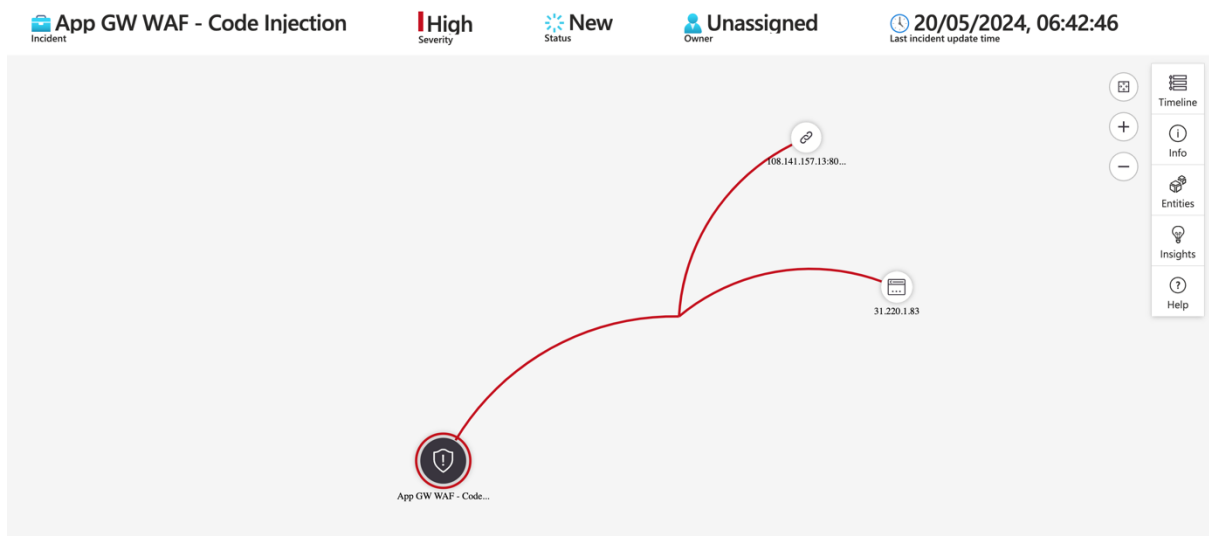 App GW WAF - Code Injection
Incident
High
Severity
New
Status
Unassigned
Owner
20/05/2024, 06:42:46
Last incident update time
Timeline
Info
Entities
Insights
Help
108.141.157.13:80...
31.220.1.83
App GW WAF - Code...